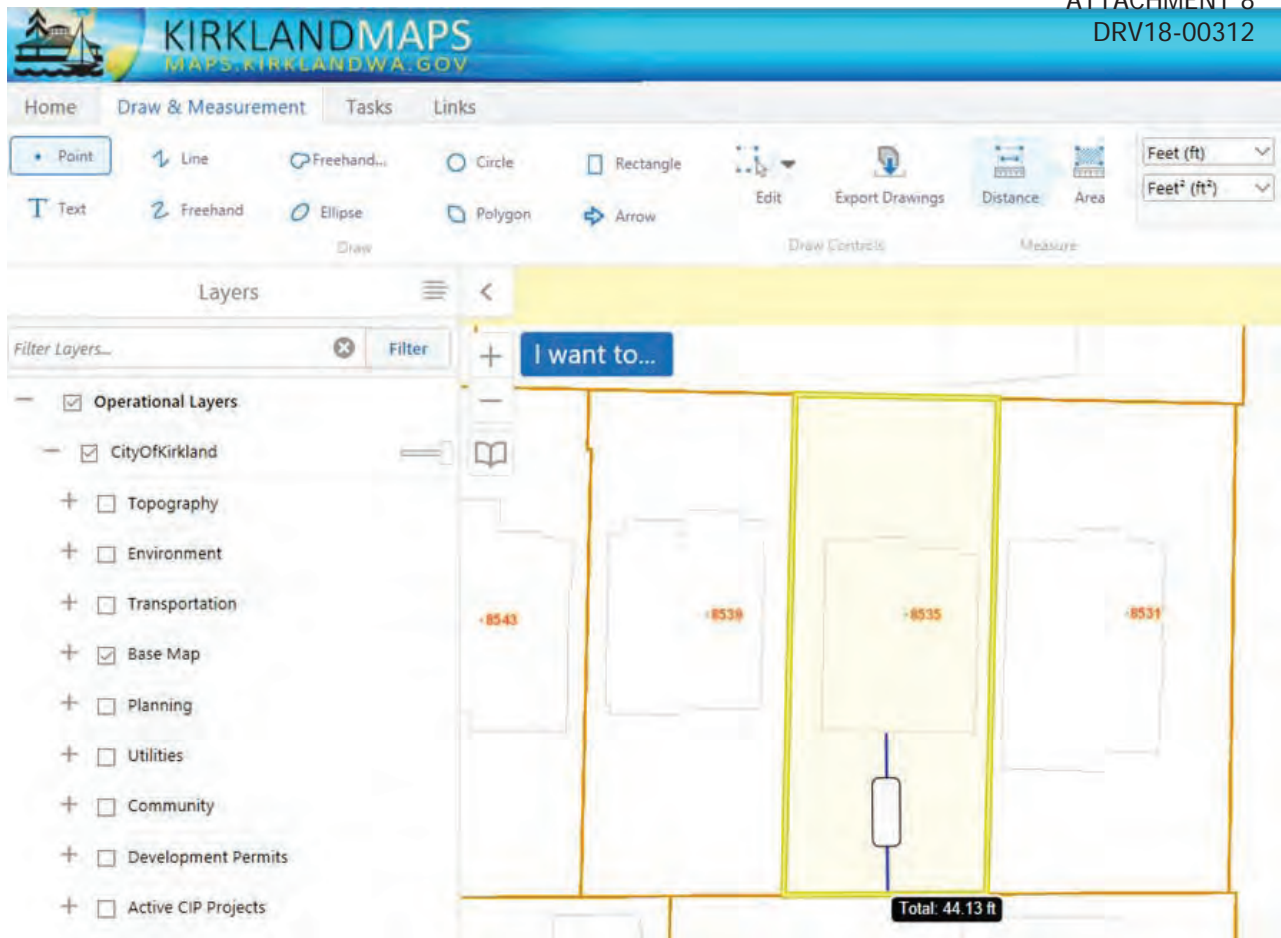 ATTACHMENT 8
DRV18-00312
KIRKLANDMAPS
MAPS.KIRKLANDWA.GOV
Home Draw & Measurement Tasks Links
Point Line Freehand... Circle Rectangle
Text Freehand Ellipse Polygon Arrow
Draw
Edit Export Drawings
Draw Controls
Distance Area
Measure
Feet (ft)
Feet² (ft²)
Layers
Filter Layers... Filter
I want to...
Operational Layers
CityOfKirkland
Topography
Environment
Transportation
Base Map
Planning
Utilities
Community
Development Permits
Active CIP Projects
8543 8539 8535 8531
Total: 44.13 ft